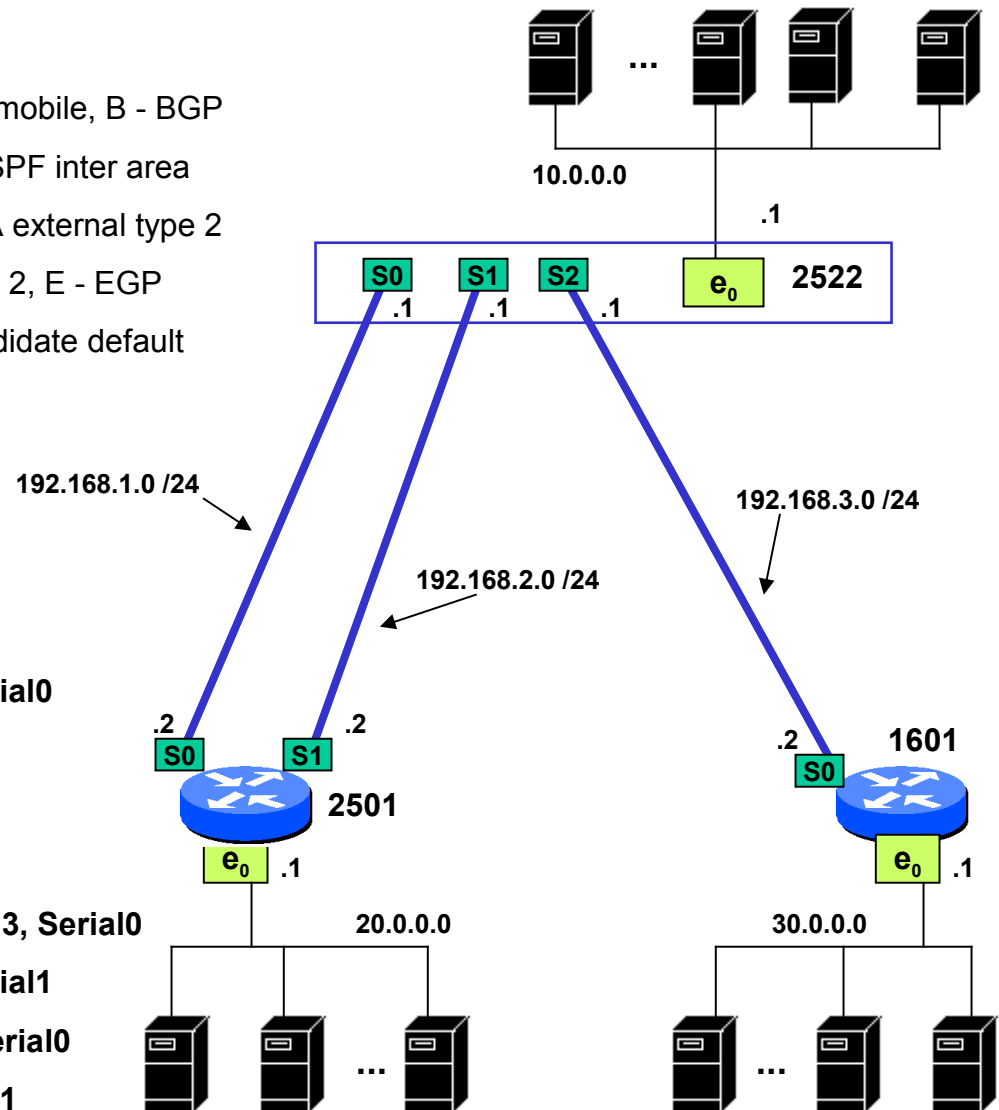 ...
mobile, B - BGP
SPF inter area
10.0.0.0
.1
external type 2
2, E - EGP
S0
S1
S2
e0
2522
.1
.1
.1
didate default
192.168.1.0 /24
192.168.3.0 /24
192.168.2.0 /24
ial0
.2
.2
S0
S1
2501
.2
S0
1601
e0
.1
e0
.1
3, Serial0
20.0.0.0
30.0.0.0
ial1
erial0
...
...
1